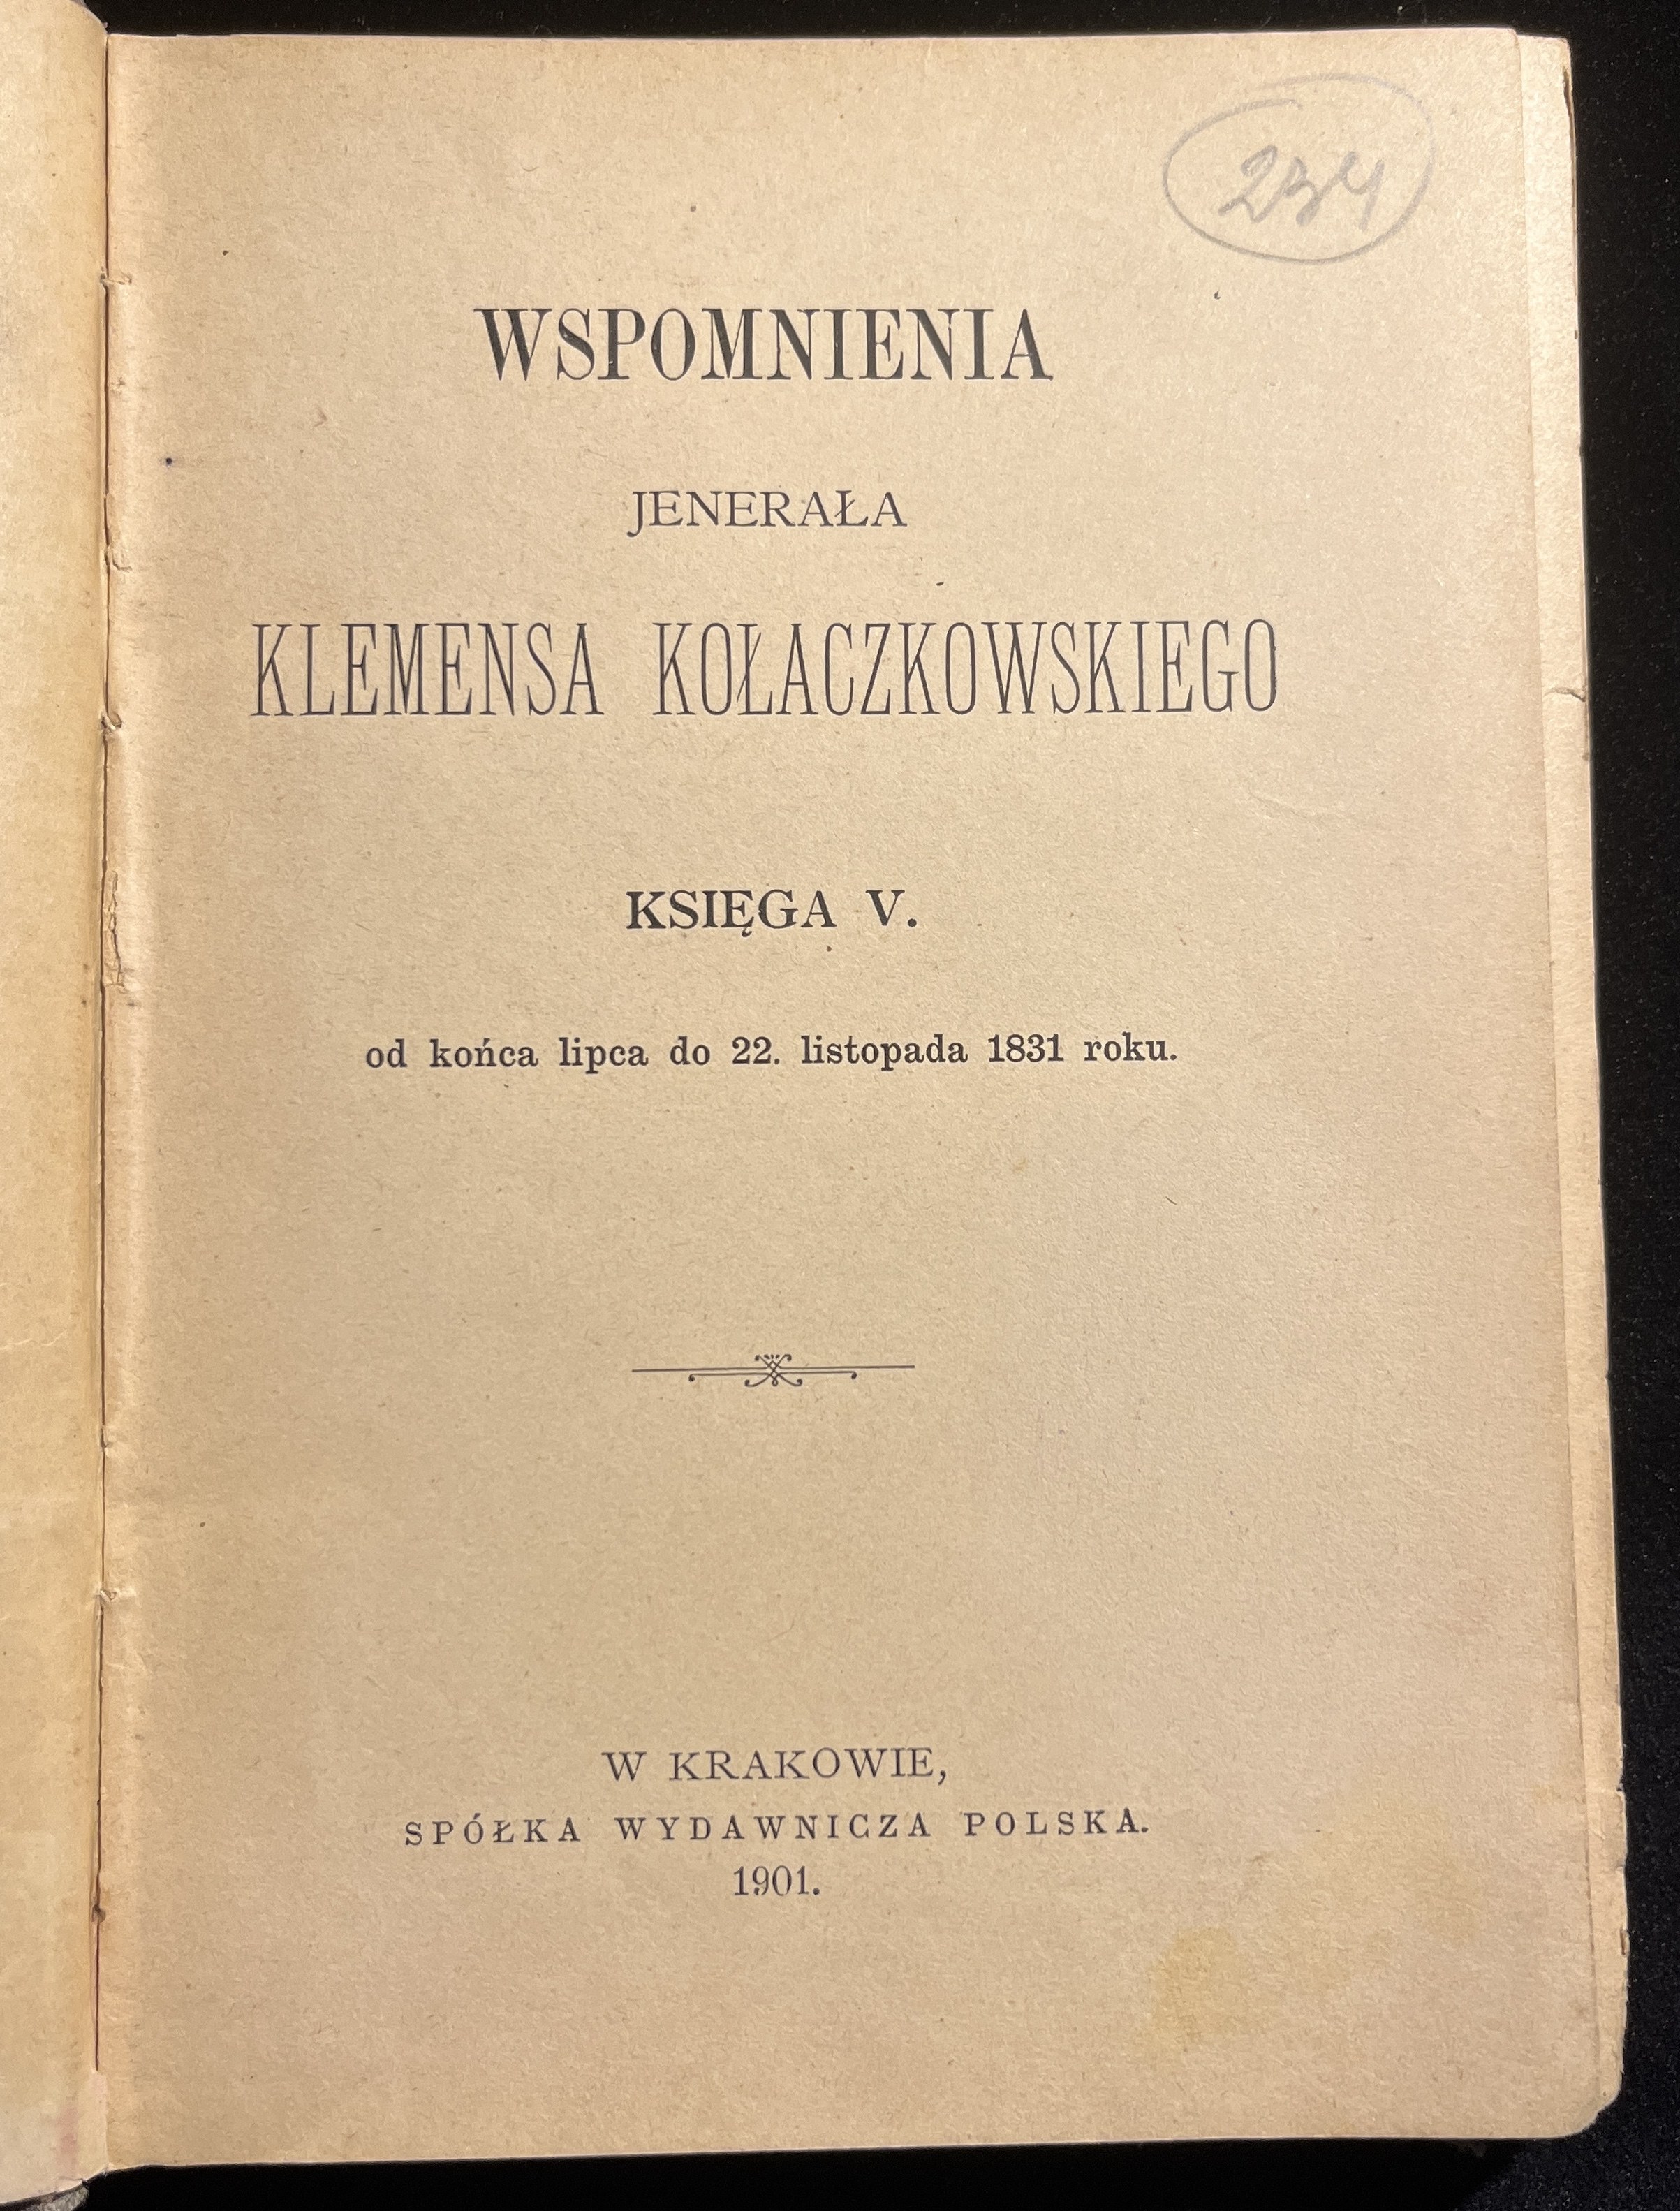 234
WSPOMNIENIA
JENERAŁA
KLEMENSA KOŁACZKOWSKIEGO
KSIĘGA V.
od końca lipca do 22. listopada 1831 roku.
W KRAKOWIE,
SPÓŁKA WYDAWNICZA POLSKA.
1901.